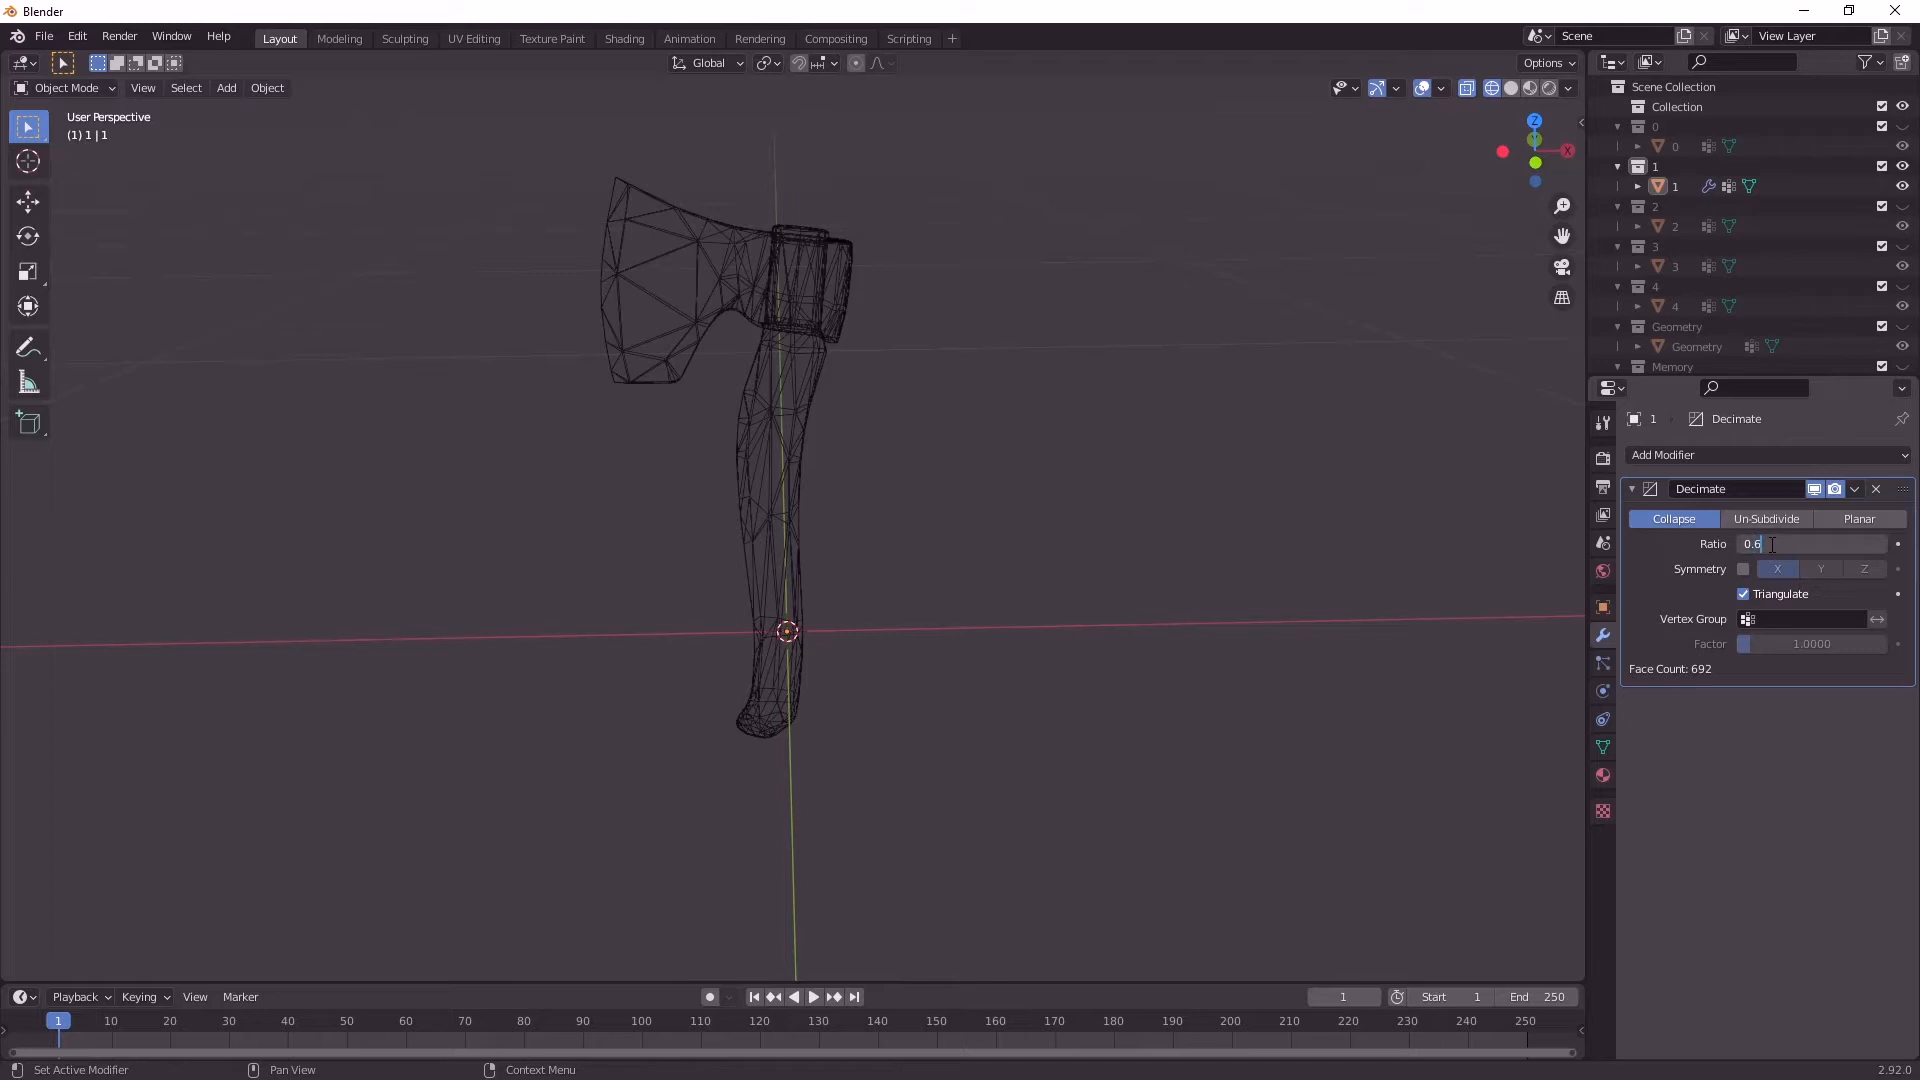 Blender
File Edit Render Window Help Layout Modeling Sculpting UV Editing Texture Paint Shading Animation Rendering Compositing Scripting + Scene View Layer
Global Options
Object Mode View Select Add Object
User Perspective
(1) 1 | 1
Z
X
Scene Collection
Collection
0
0
1
1
2
2
3
3
4
4
Geometry
Geometry
Memory
1 Decimate
Add Modifier
Decimate
Collapse Un-Subdivide Planar
Ratio 0.6
Symmetry X Y Z
Triangulate
Vertex Group
Factor 1.0000
Face Count: 692
Playback Keying View Marker 1 Start 1 End 250
1 10 20 30 40 50 60 70 80 90 100 110 120 130 140 150 160 170 180 190 200 210 220 230 240 250
Set Active Modifier Pan View Context Menu 2.92.0